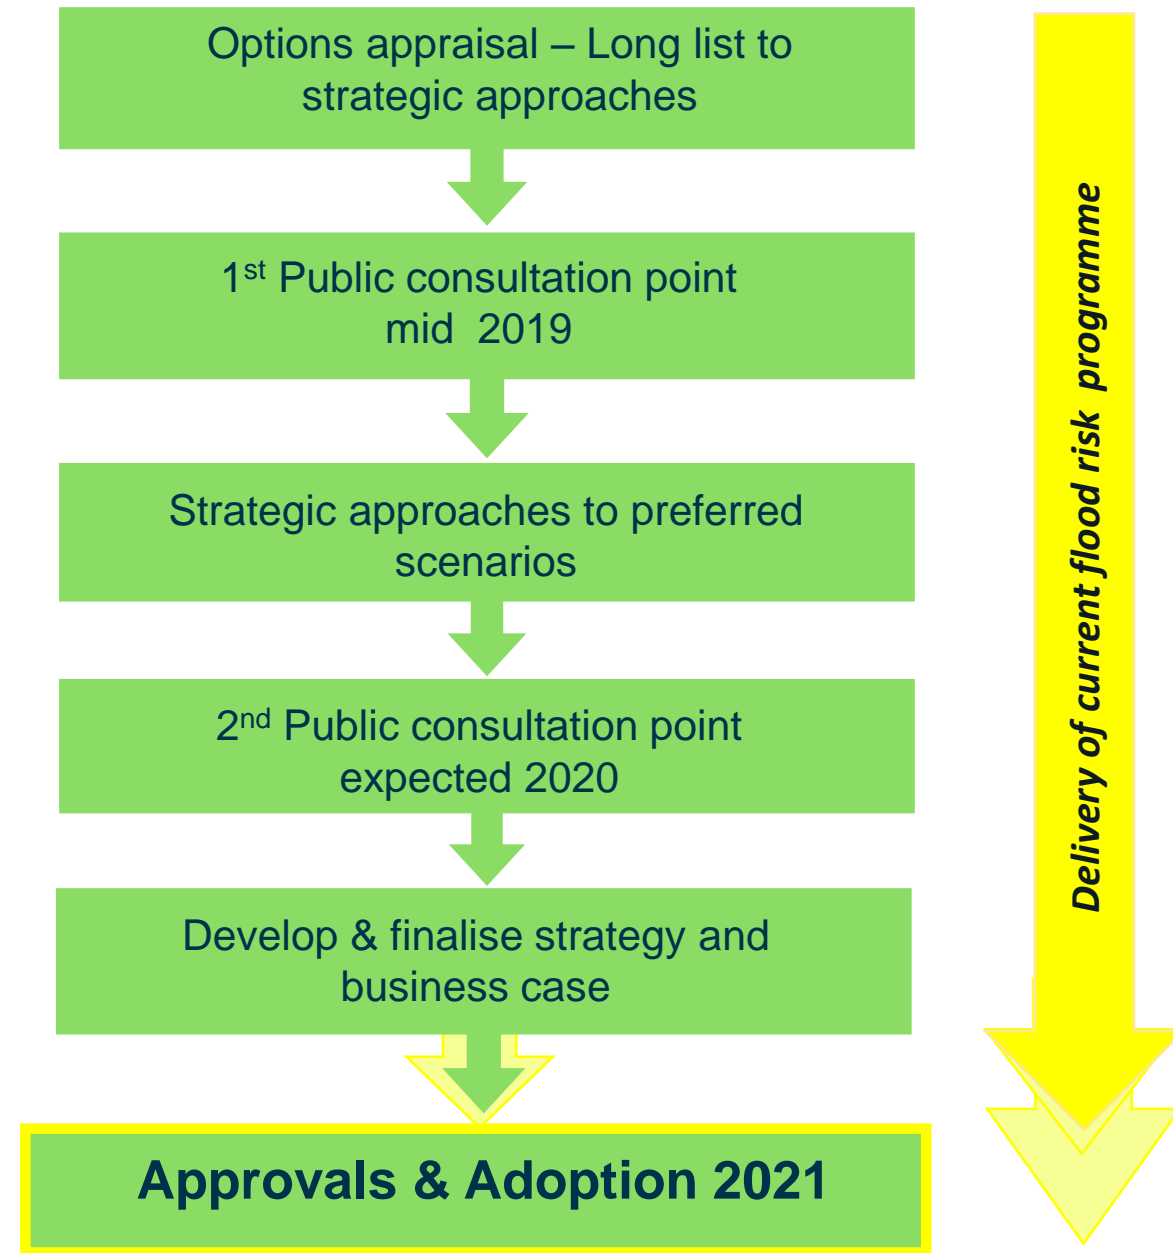 Options appraisal – Long list to
strategic approaches
1st Public consultation point
mid 2019
Strategic approaches to preferred
scenarios
2nd Public consultation point
expected 2020
Develop & finalise strategy and
business case
Approvals & Adoption 2021
Delivery of current flood risk programme